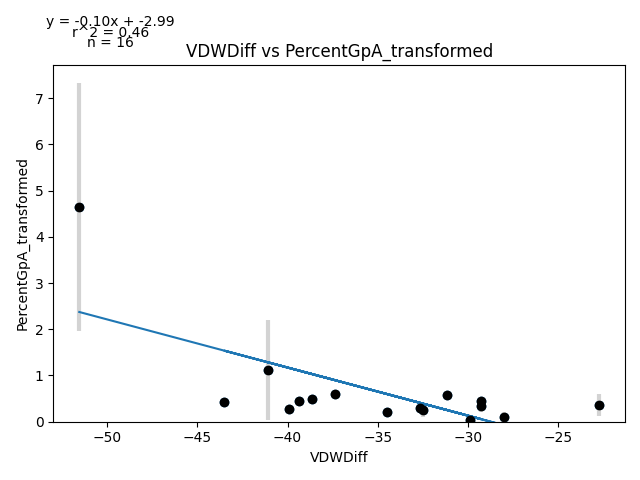 y = -0.10x + -2.99
r^2 = 0.46
n = 16
VDWDiff vs PercentGpA_transformed
7
6
5
4
3
2
1
0
PercentGpA_transformed
−50
−45
−40
−35
−30
−25
VDWDiff